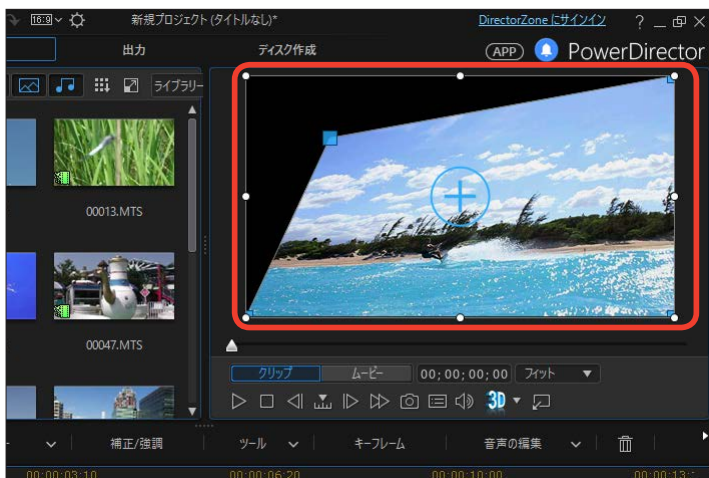 16:9
新規プロジェクト (タイトルなし)*
DirectorZone にサインイン
?
出力
ディスク作成
APP
PowerDirector
ライブラリー
00013.MTS
00047.MTS
クリップ
ムービー
00;00;00;00
フィット
3D
補正/強調
ツール
キーフレーム
音声の編集
00:00:03:10
00:00:06:20
00:00:10:00
00:00:13: